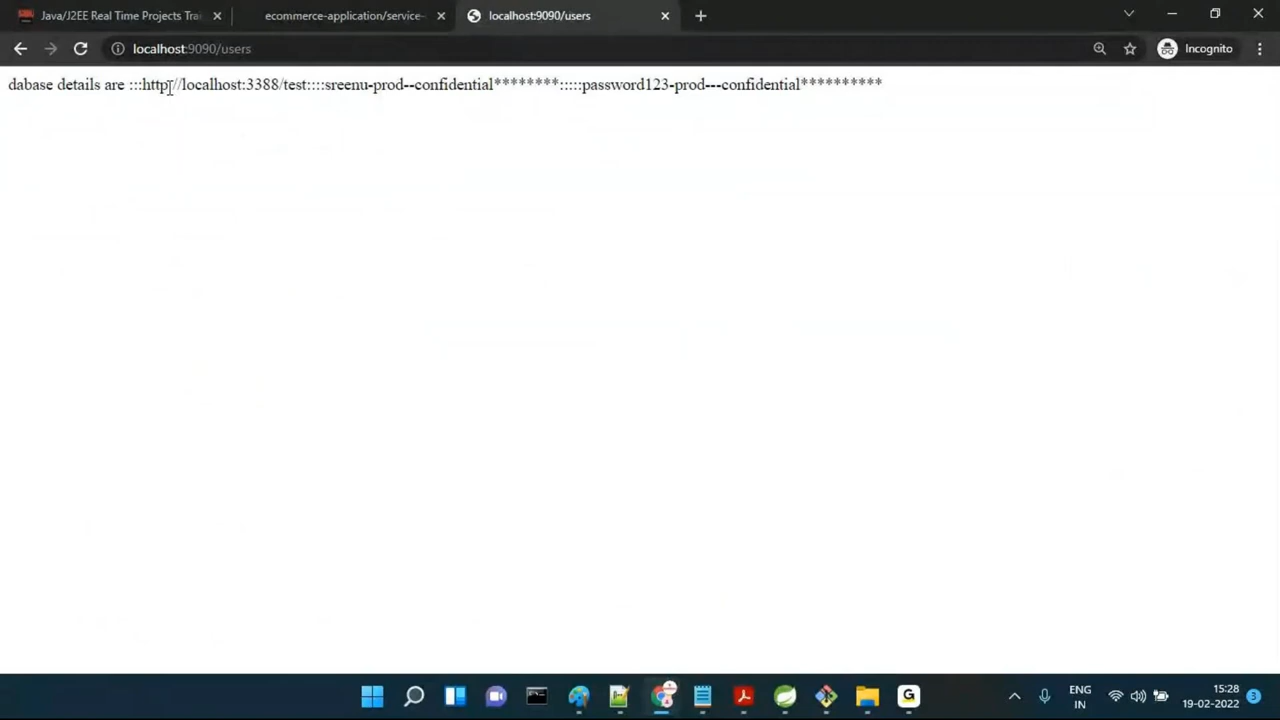 Java/J2EE Real Time Projects Trai
ecommerce-application/service-
localhost:9090/users
localhost:9090/users
Incognito
dabase details are :::http//localhost:3388/test::::sreenu-prod--confidential********:::::password123-prod---confidential**********
G
ENG
IN
15:28
19-02-2022
3